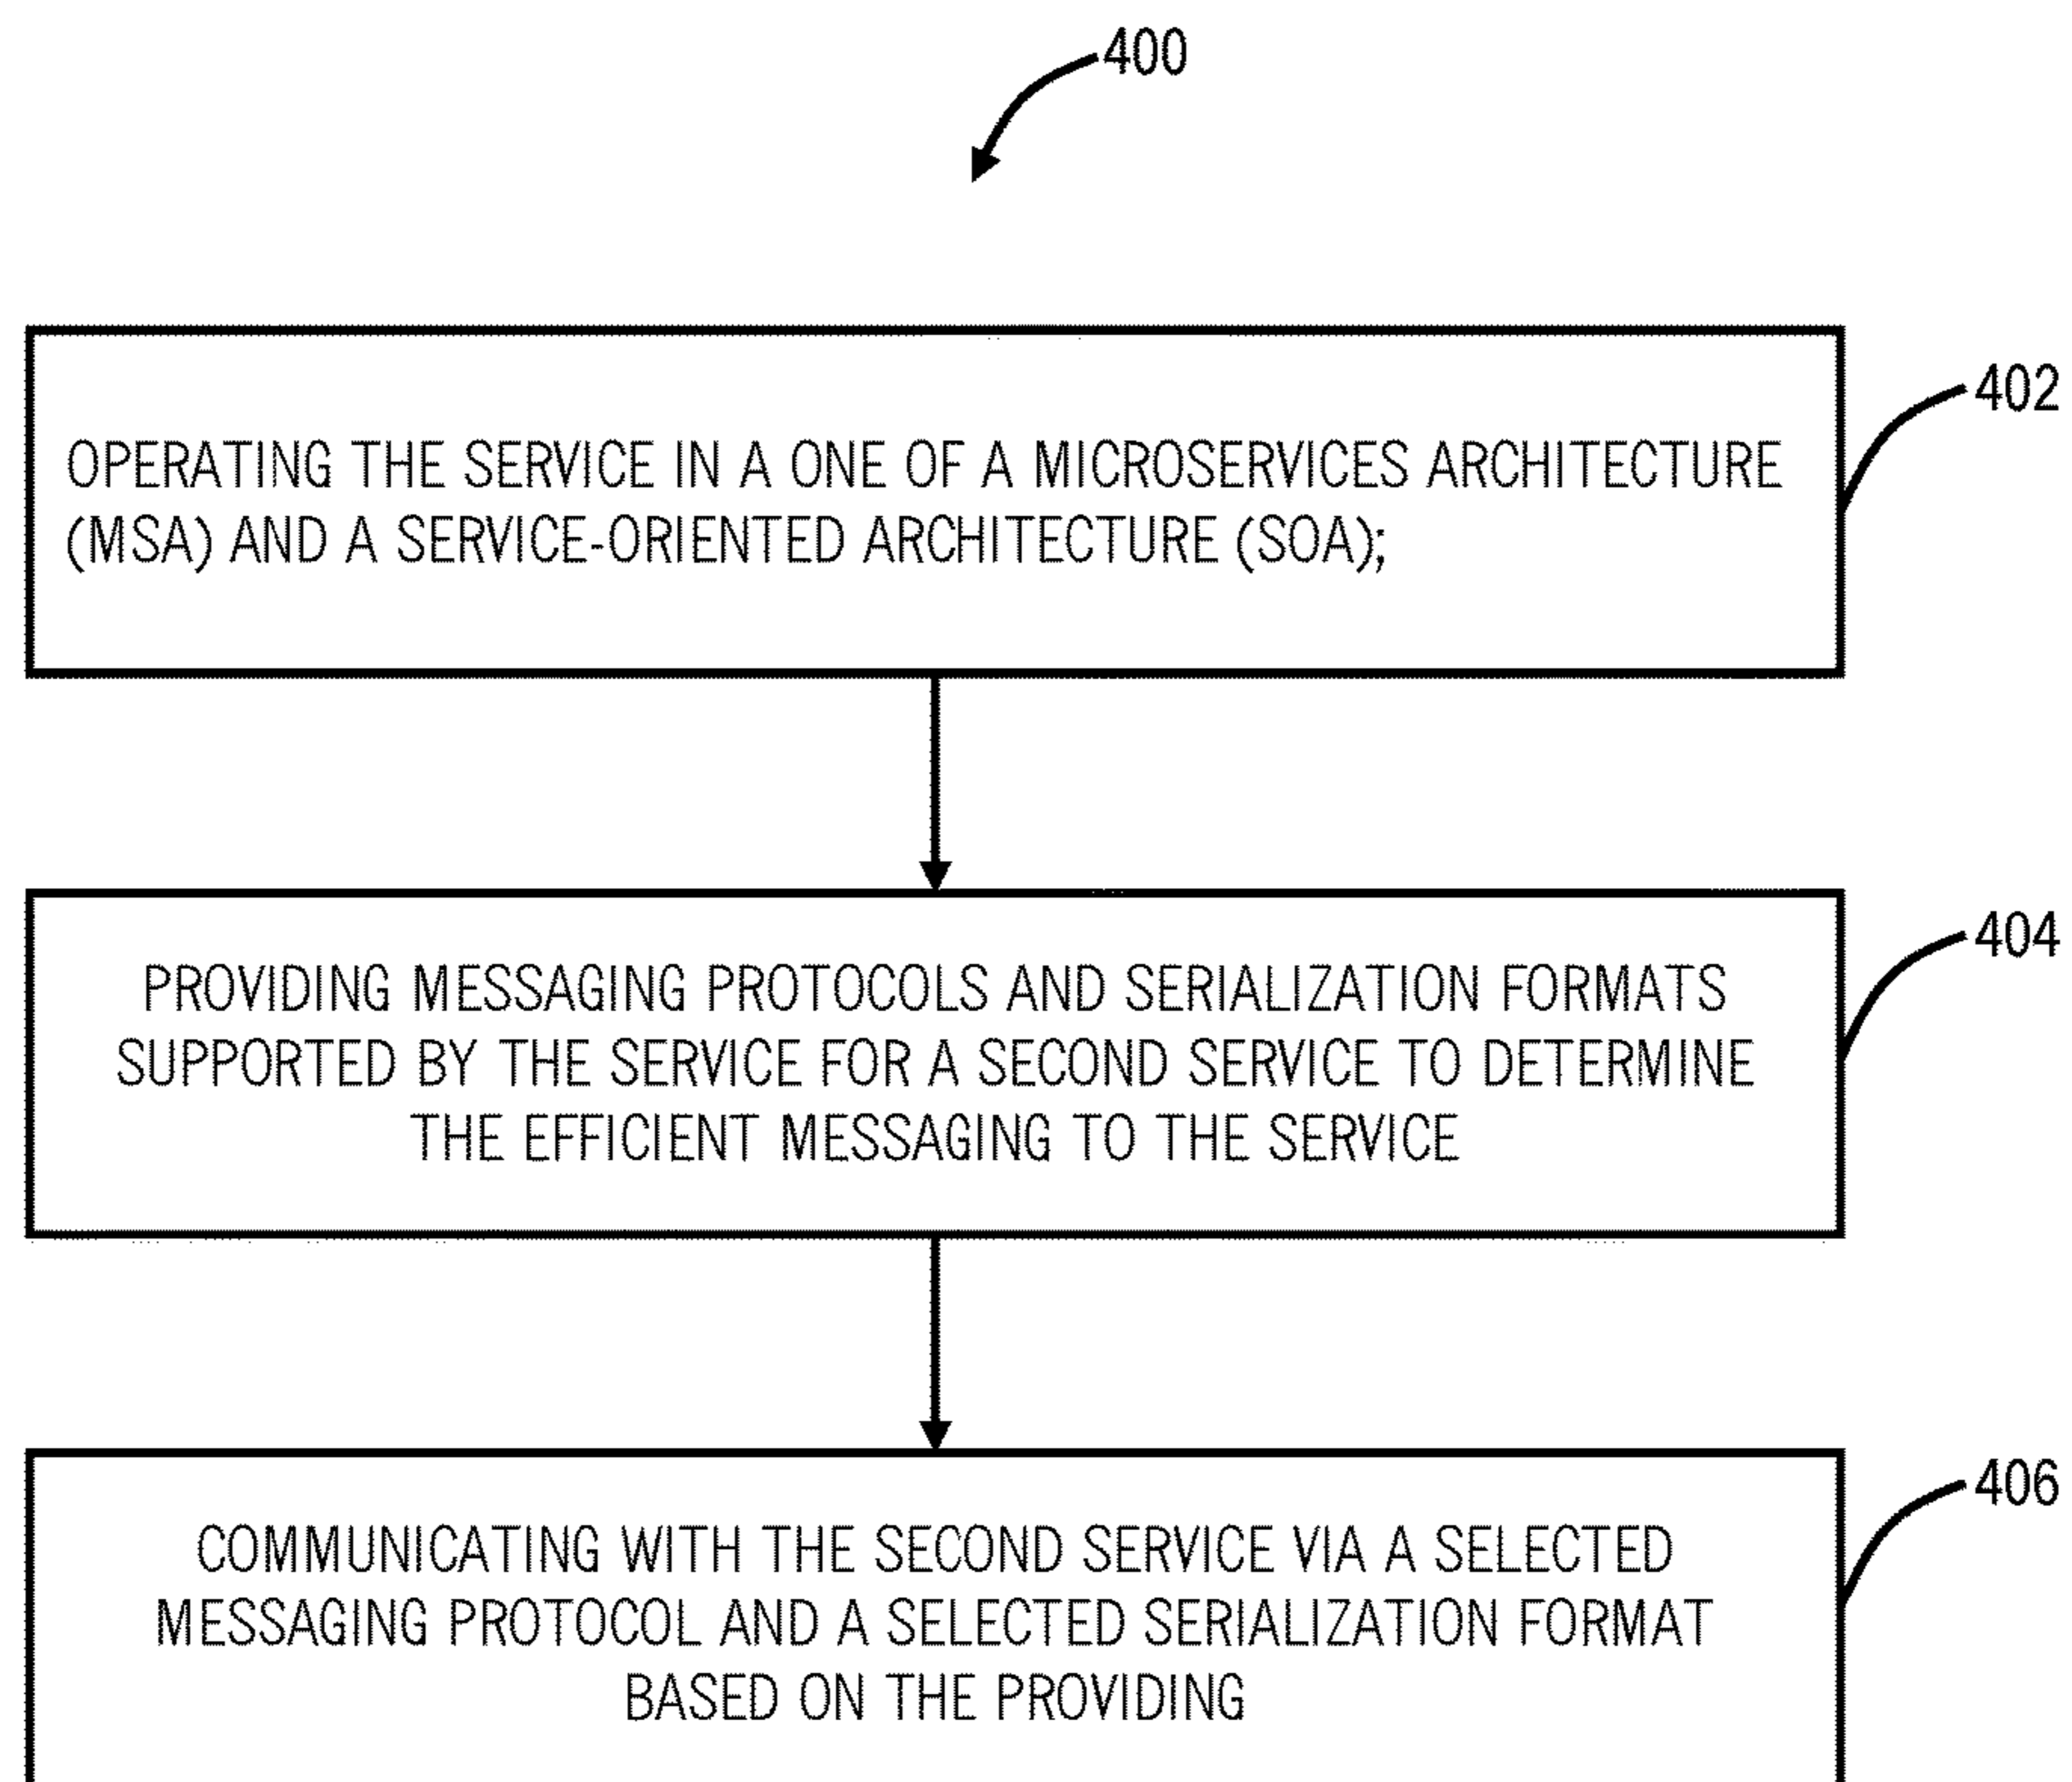 400
OPERATING THE SERVICE IN A ONE OF A MICROSERVICES ARCHITECTURE
(MSA) AND A SERVICE-ORIENTED ARCHITECTURE (SOA);
402
PROVIDING MESSAGING PROTOCOLS AND SERIALIZATION FORMATS
SUPPORTED BY THE SERVICE FOR A SECOND SERVICE TO DETERMINE
THE EFFICIENT MESSAGING TO THE SERVICE
404
COMMUNICATING WITH THE SECOND SERVICE VIA A SELECTED
MESSAGING PROTOCOL AND A SELECTED SERIALIZATION FORMAT
BASED ON THE PROVIDING
406